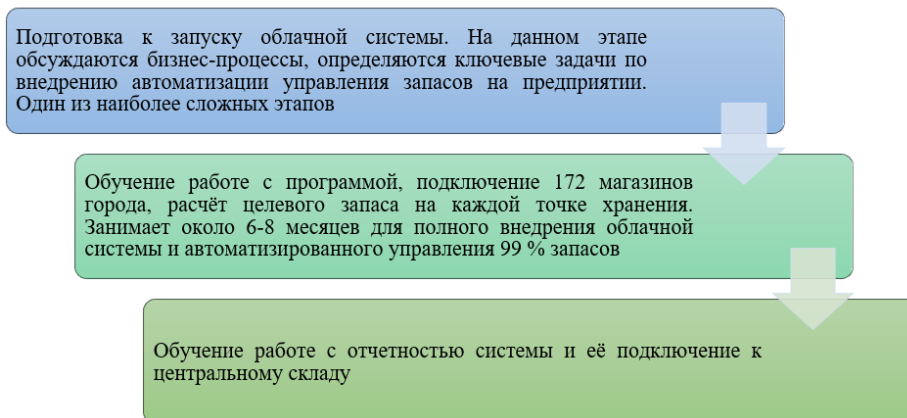 Подготовка к запуску облачной системы. На данном этапе
обсуждаются бизнес-процессы, определяются ключевые задачи по
внедрению автоматизации управления запасов на предприятии.
Один из наиболее сложных этапов
Обучение работе с программой, подключение 172 магазинов
города, расчёт целевого запаса на каждой точке хранения.
Занимает около 6-8 месяцев для полного внедрения облачной
системы и автоматизированного управления 99 % запасов
Обучение работе с отчетностью системы и её подключение к
центральному складу